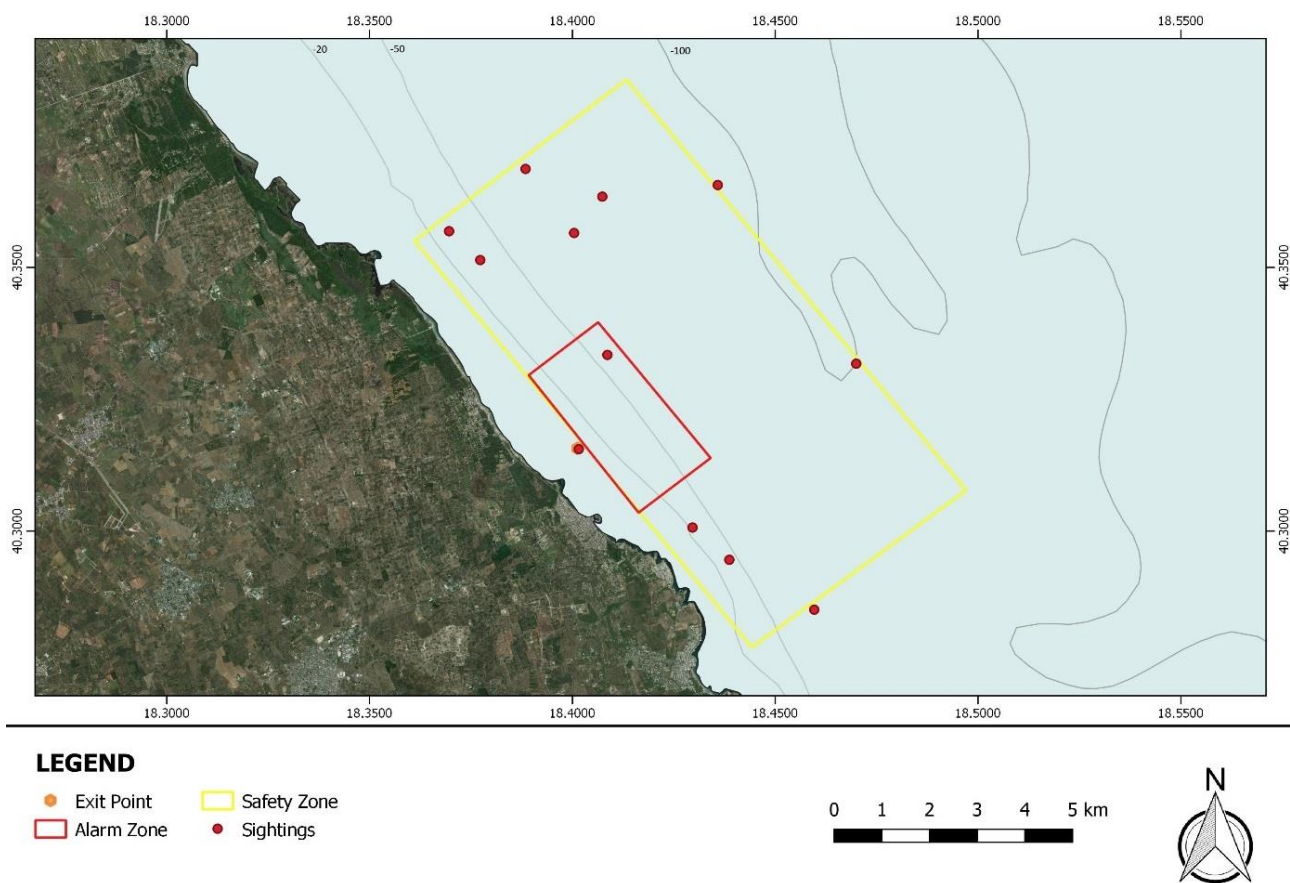 18.3000 18.3500 18.4000 18.4500 18.5000 18.5500
-20 -50 -100
40.3500 40.3500
40.3000 40.3000
18.3000 18.3500 18.4000 18.4500 18.5000 18.5500
LEGEND
Exit Point Safety Zone
Alarm Zone Sightings
0 1 2 3 4 5 km
N